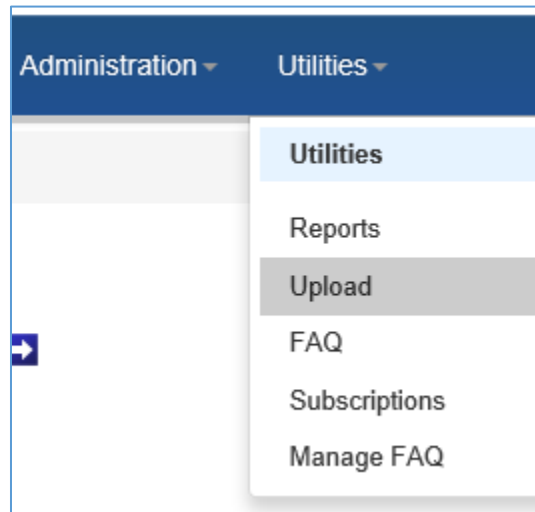 Administration Utilities
Utilities
Reports
Upload
FAQ
Subscriptions
Manage FAQ